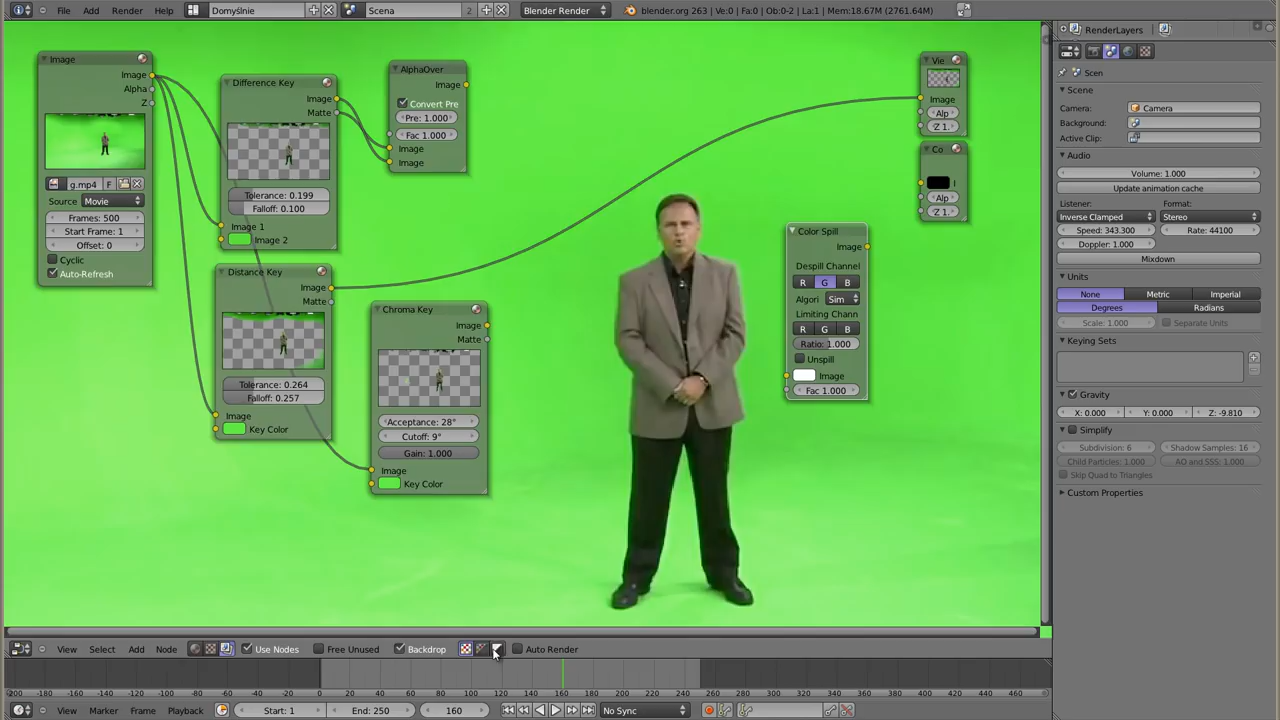 File Add Render Help Domyślnie Scena 2 Blender Render blender.org 263 | Ve:0 | Fa:0 | Ob:0-2 | La:1 | Mem:18.67M (2761.64M)
Image
Image
Alpha
Z
g.mp4 F
Source Movie
Frames: 500
Start Frame: 1
Offset: 0
Cyclic
Auto-Refresh
Difference Key
Image
Matte
Tolerance: 0.199
Falloff: 0.100
Image 1
Image 2
Distance Key
Image
Matte
Tolerance: 0.264
Falloff: 0.257
Image
Key Color
AlphaOver
Image
Convert Pre
Pre: 1.000
Fac 1.000
Image
Image
Chroma Key
Image
Matte
Acceptance: 28°
Cutoff: 9°
Gain: 1.000
Image
Key Color
Color Spill
Image
Despill Channel
R G B
Algori Sim
Limiting Chann
R G B
Ratio: 1.000
Unspill
Image
Fac 1.000
Vie
Image
Alp
Z 1.
Co
I
Alp
Z 1.
RenderLayers
Scen
Scene
Camera: Camera
Background:
Active Clip:
Audio
Volume: 1.000
Update animation cache
Listener: Format:
Inverse Clamped Stereo
Speed: 343.300 Rate: 44100
Doppler: 1.000
Mixdown
Units
None Metric Imperial
Degrees Radians
Scale: 1.000 Separate Units
Keying Sets
Gravity
X: 0.000 Y: 0.000 Z: -9.810
Simplify
Subdivision: 6 Shadow Samples: 16
Child Particles: 1.000 AO and SSS: 1.000
Skip Quad to Triangles
Custom Properties
View Select Add Node Use Nodes Free Unused Backdrop Auto Render
-200 -180 -160 -140 -120 -100 -80 -60 -40 -20 0 20 40 60 80 100 120 140 160 180 200 220 240 260 280 300 320 340 360 380 400 420 440 460
View Marker Frame Playback Start: 1 End: 250 160 No Sync